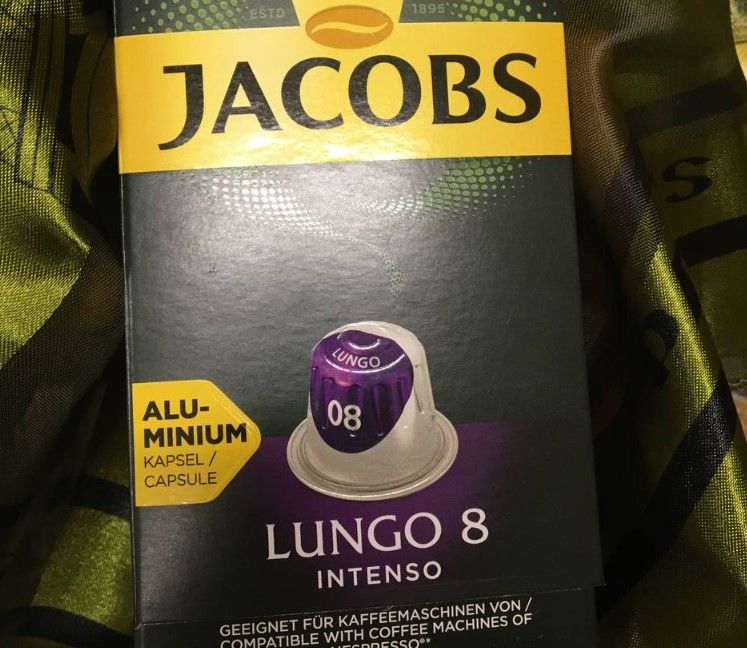 ESTD 1895
JACOBS
LUNGO
08
ALU-
MINIUM
KAPSEL /
CAPSULE
LUNGO 8
INTENSO
GEEIGNET FÜR KAFFEEMASCHINEN VON /
COMPATIBLE WITH COFFEE MACHINES OF
NESPRESSO®*